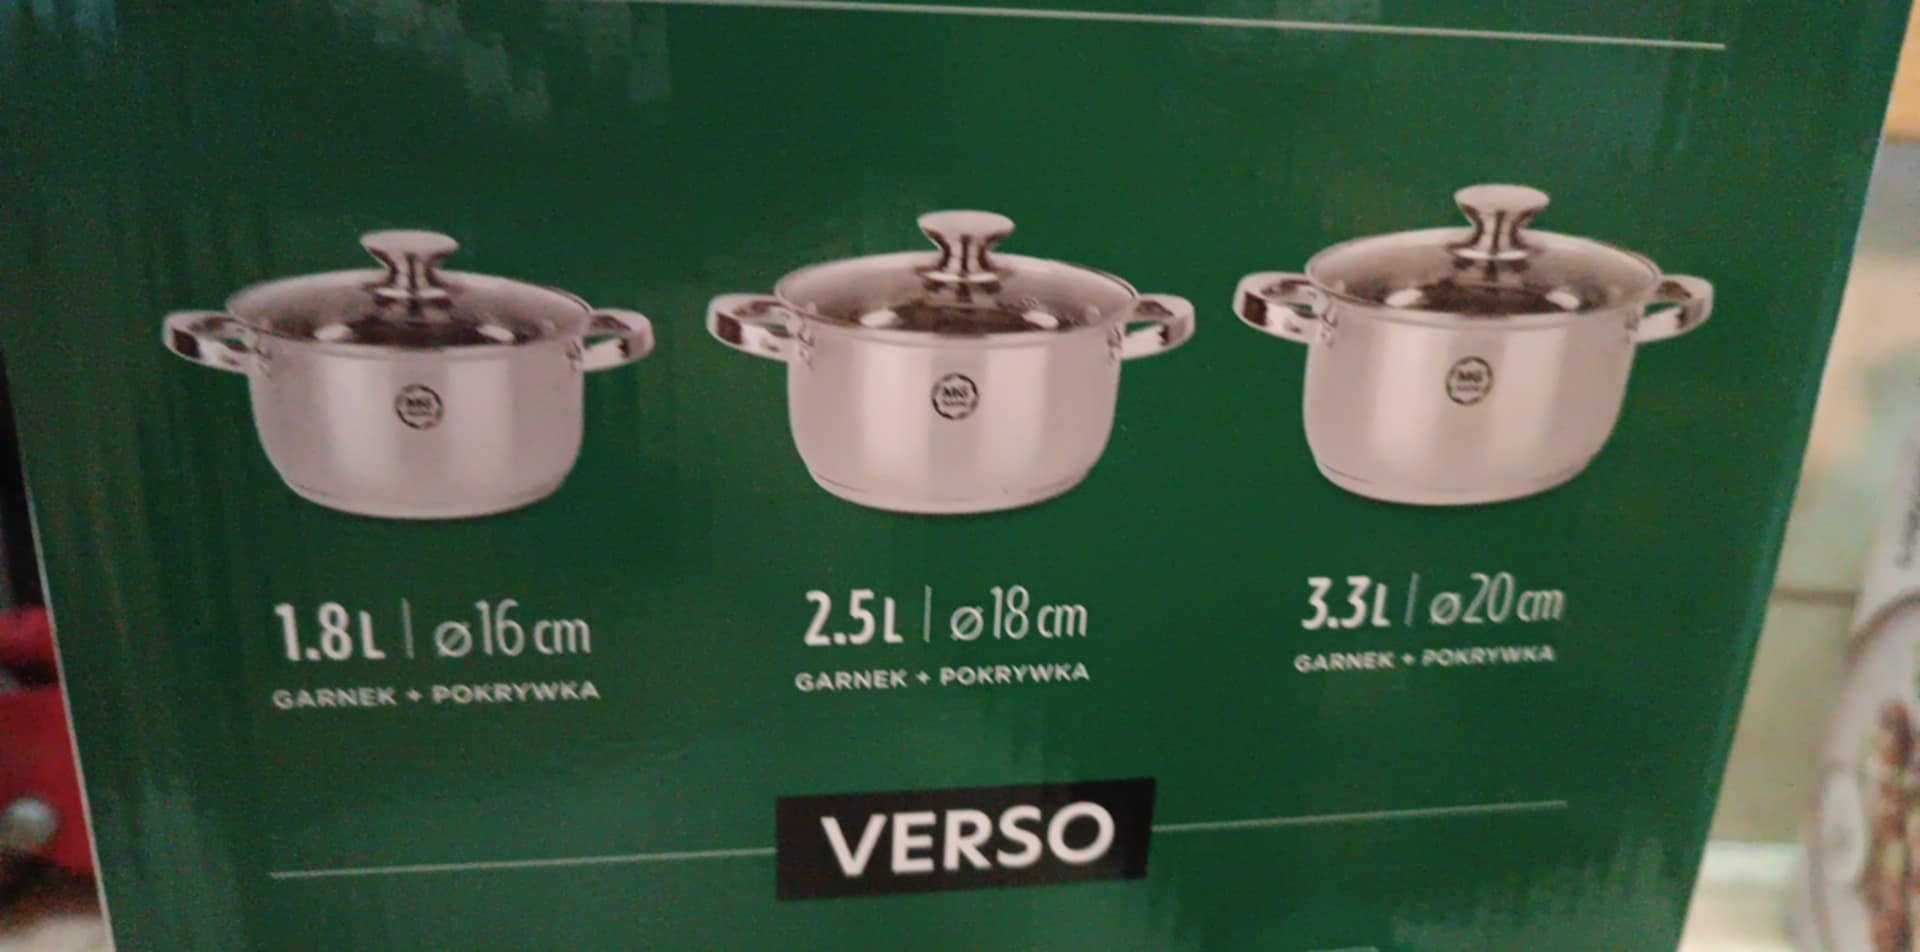 1.8L | ø16 cm
GARNEK + POKRYWKA
2.5L | ø18 cm
GARNEK + POKRYWKA
3.3L | ø20 cm
GARNEK + POKRYWKA
VERSO